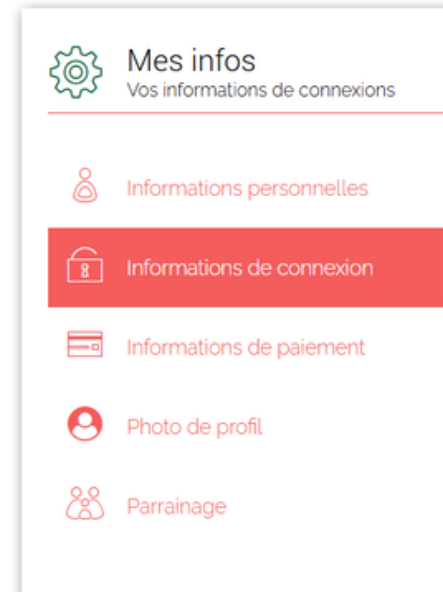 Mes infos
Vos informations de connexions
Informations personnelles
Informations de connexion
Informations de paiement
Photo de profil
Parrainage